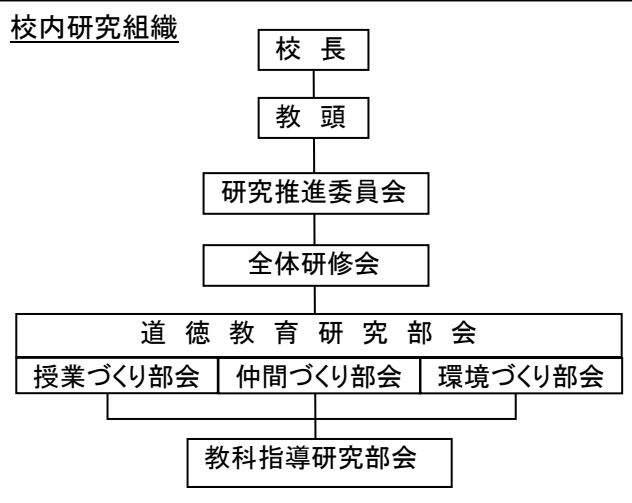 校内研究組織
校 長
教 頭
研究推進委員会
全体研修会
道 徳 教 育 研 究 部 会
授業づくり部会 仲間づくり部会 環境づくり部会
教科指導研究部会